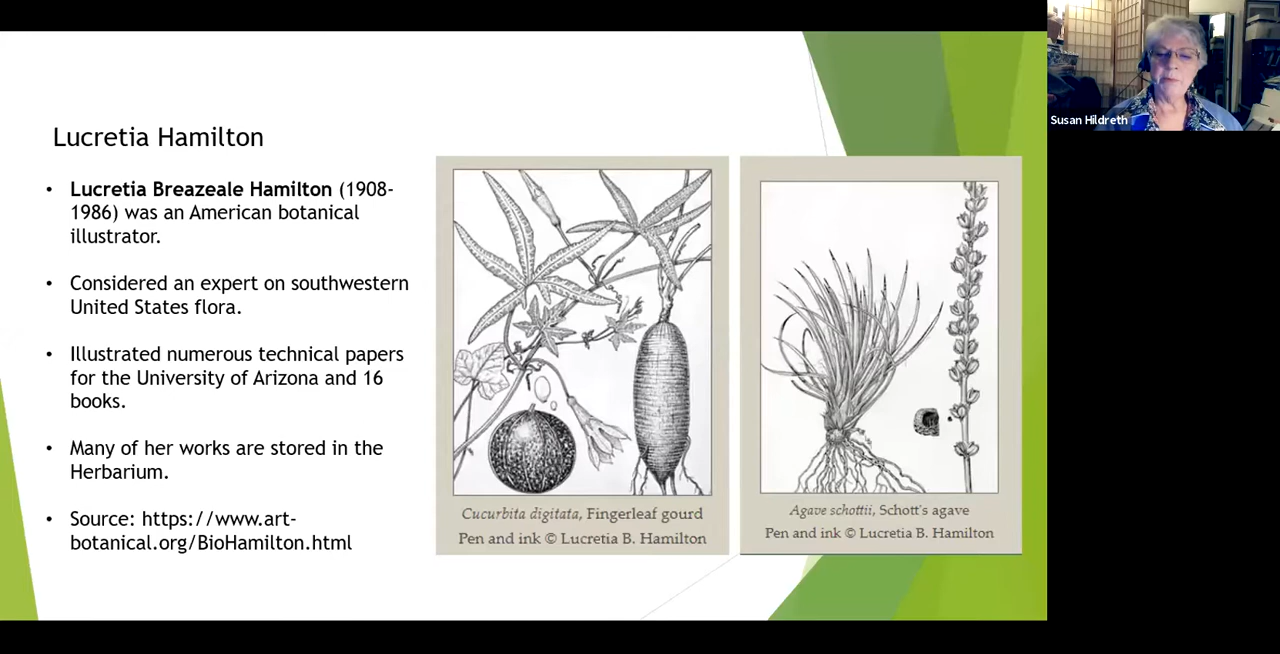 Lucretia Hamilton
• Lucretia Breazeale Hamilton (1908-
1986) was an American botanical
illustrator.
• Considered an expert on southwestern
United States flora.
• Illustrated numerous technical papers
for the University of Arizona and 16
books.
• Many of her works are stored in the
Herbarium.
• Source: https://www.art-
botanical.org/BioHamilton.html
Cucurbita digitata, Fingerleaf gourd
Pen and ink © Lucretia B. Hamilton
Agave schottii, Schott's agave
Pen and ink © Lucretia B. Hamilton
Susan Hildreth